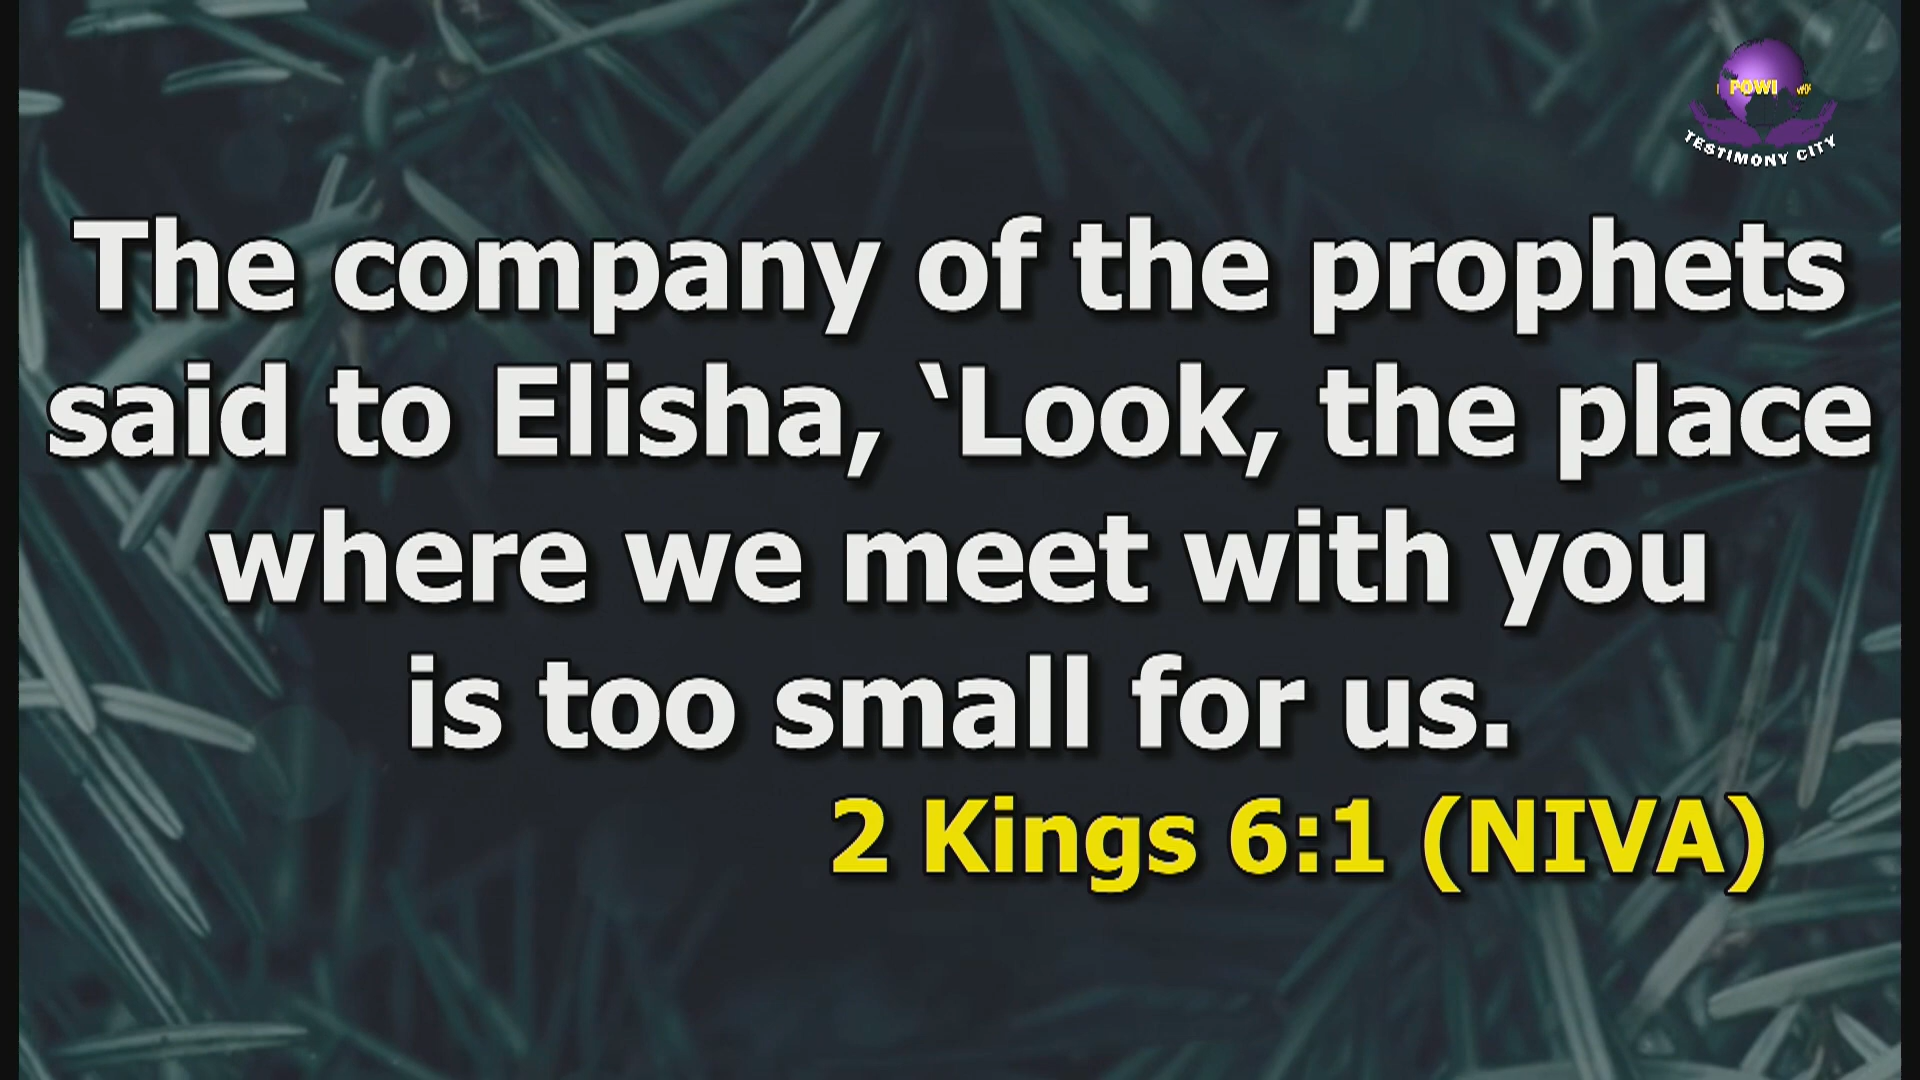 POWI
TESTIMONY CITY
The company of the prophets
said to Elisha, ‘Look, the place
where we meet with you
is too small for us.
2 Kings 6:1 (NIVA)